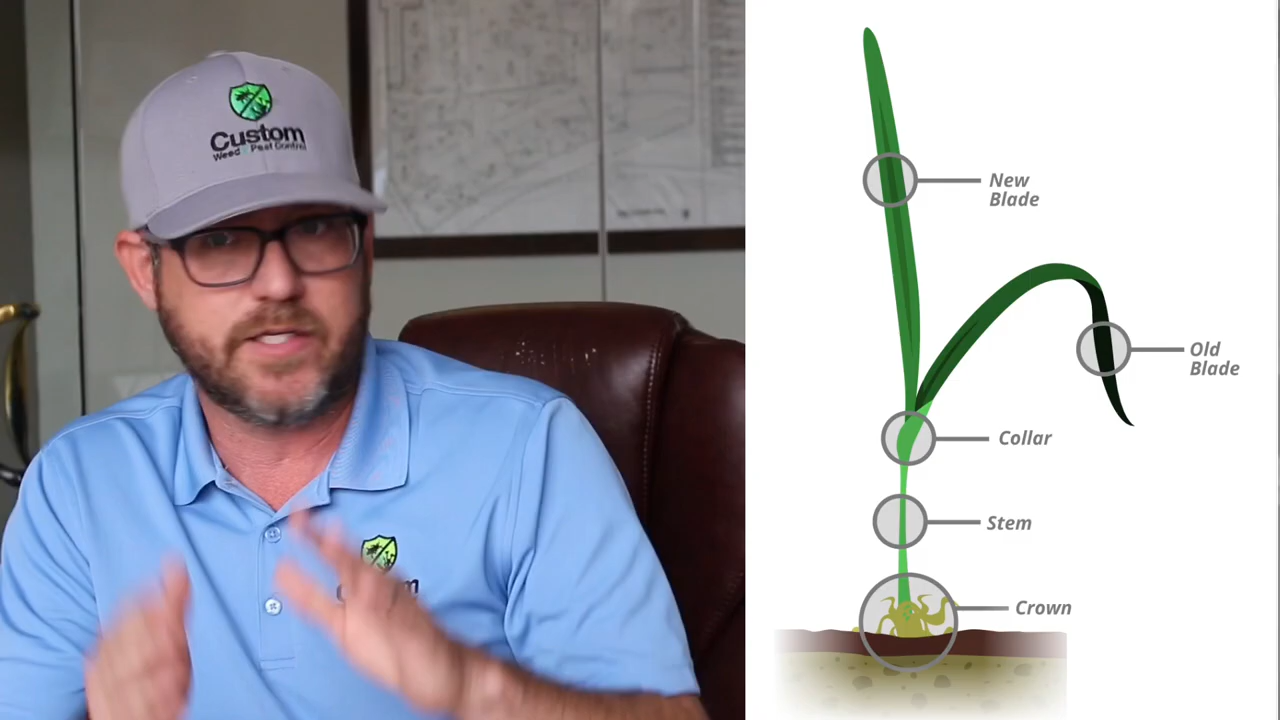 Custom
Weed & Pest Control
New
Blade
Old
Blade
Collar
Stem
Crown